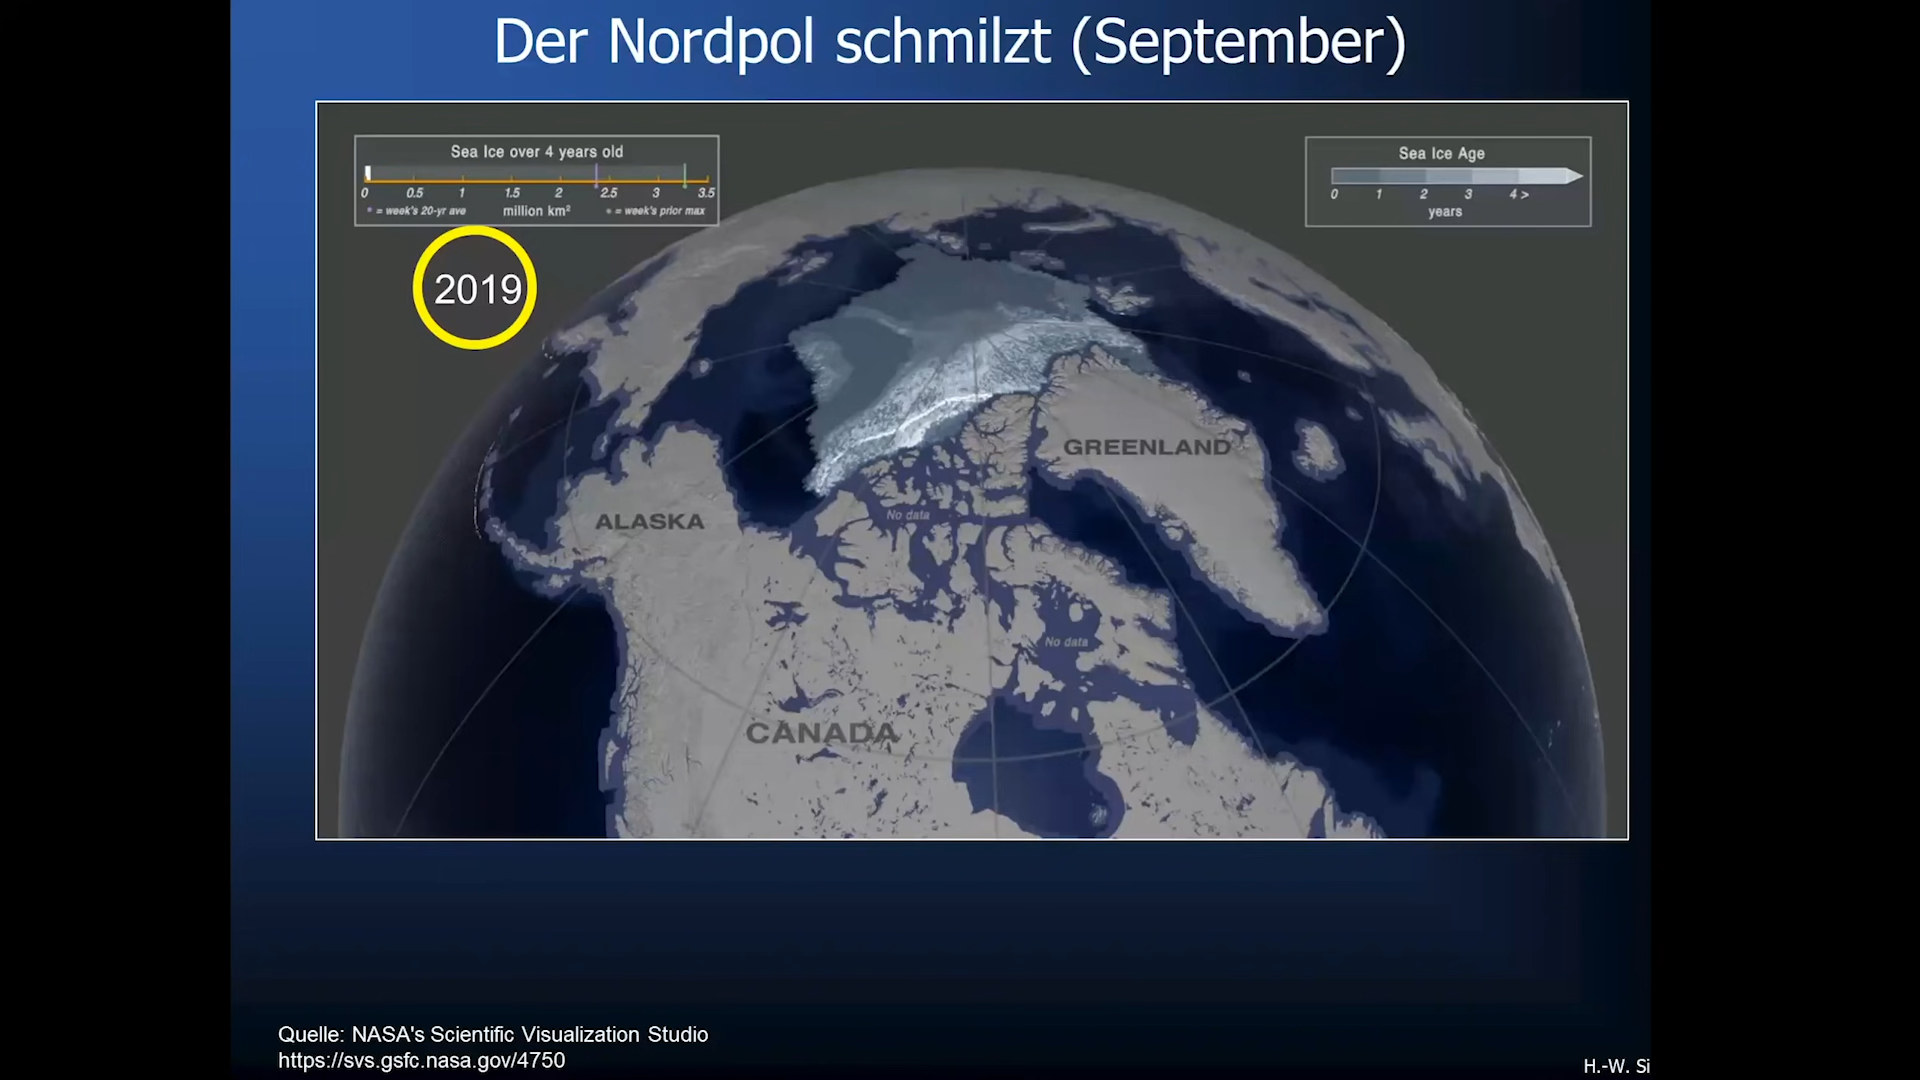 Der Nordpol schmilzt (September)
Sea Ice over 4 years old
0 0.5 1 1.5 2 2.5 3 3.5
= week's 20-yr ave million km² = week's prior max
Sea Ice Age
0 1 2 3 4 >
years
2019
GREENLAND
ALASKA
No data
No data
CANADA
Quelle: NASA's Scientific Visualization Studio
https://svs.gsfc.nasa.gov/4750
H.-W. Si